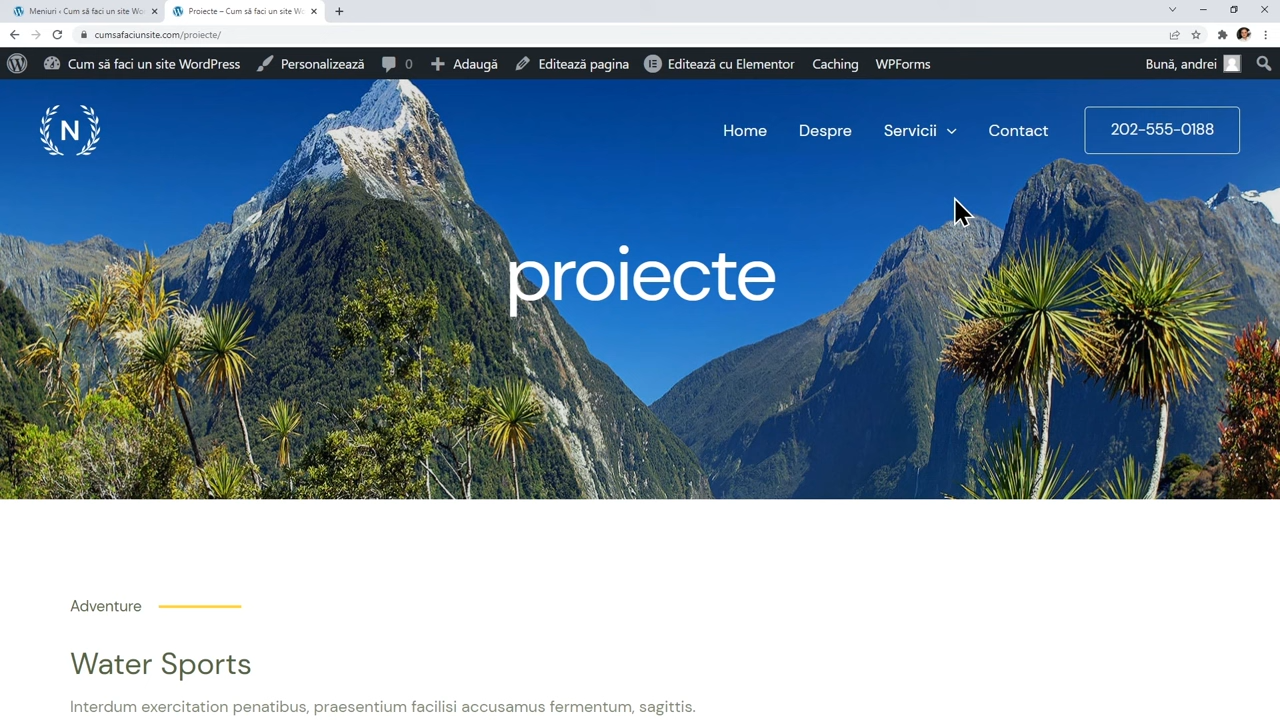 Meniuri ‹ Cum să faci un site Wo
Proiecte – Cum să faci un site Wo
cumsafaciunsite.com/proiecte/
Cum să faci un site WordPress
Personalizează
0
Adaugă
Editează pagina
Editează cu Elementor
Caching
WPForms
Bună, andrei
N
Home
Despre
Servicii
Contact
202-555-0188
proiecte
Adventure
Water Sports
Interdum exercitation penatibus, praesentium facilisi accusamus fermentum, sagittis.